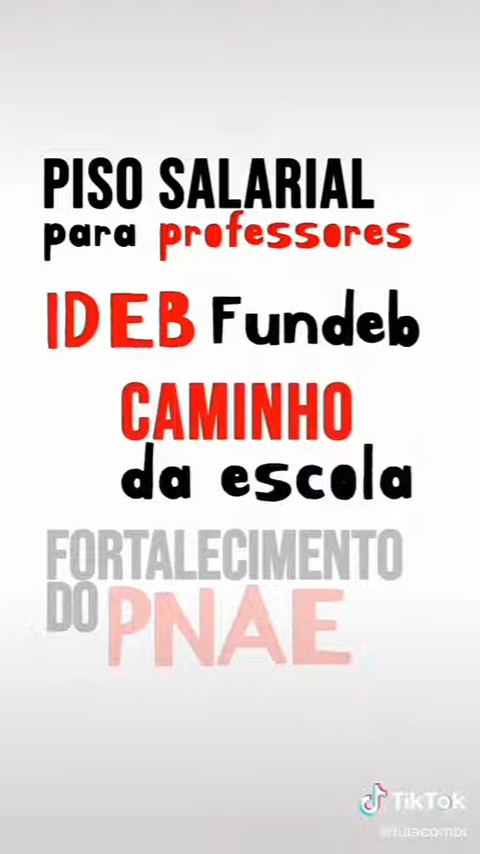 PISO SALARIAL
para professores
IDEB Fundeb
CAMINHO
da escola
FORTALECIMENTO
DO PNAE
TikTok